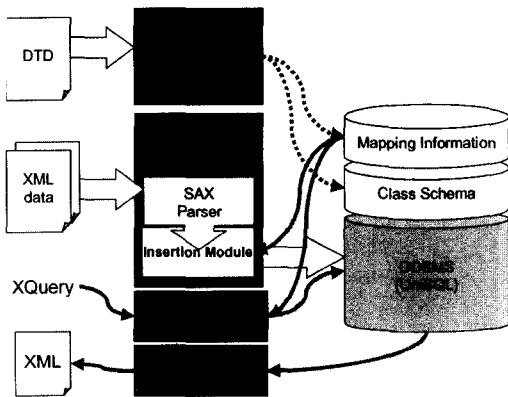 DTD
XML
data
SAX
Parser
Insertion Module
Mapping Information
Class Schema
XQuery
XML